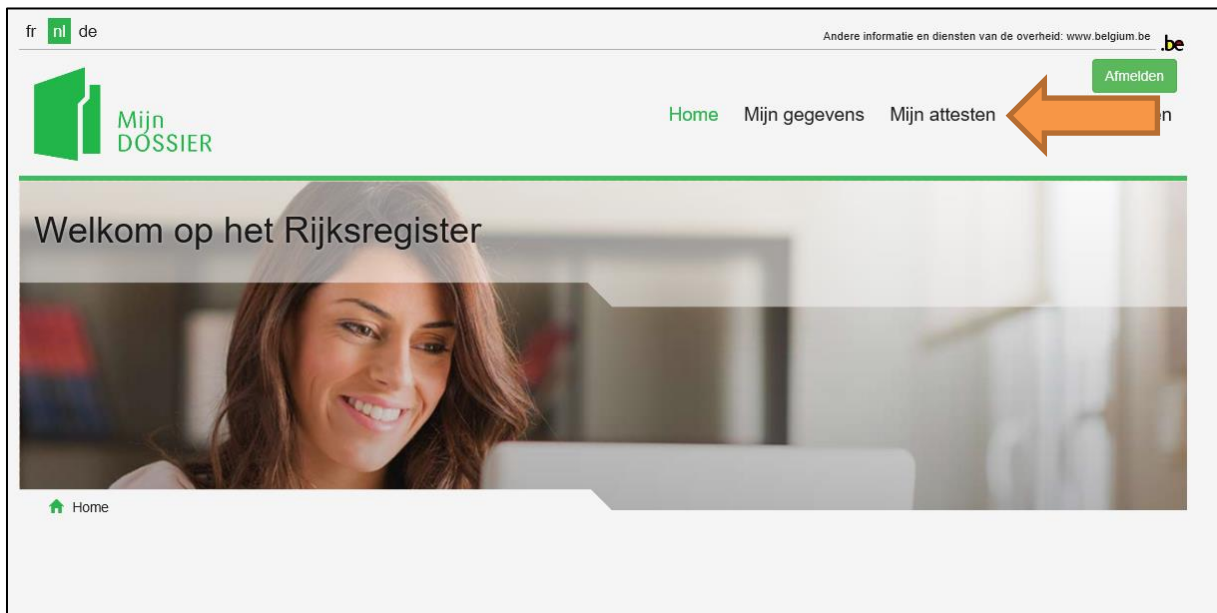 fr nl de
Andere informatie en diensten van de overheid: www.belgium.be
.be
Afmelden
Mijn
DOSSIER
Home Mijn gegevens Mijn attesten
Welkom op het Rijksregister
Home